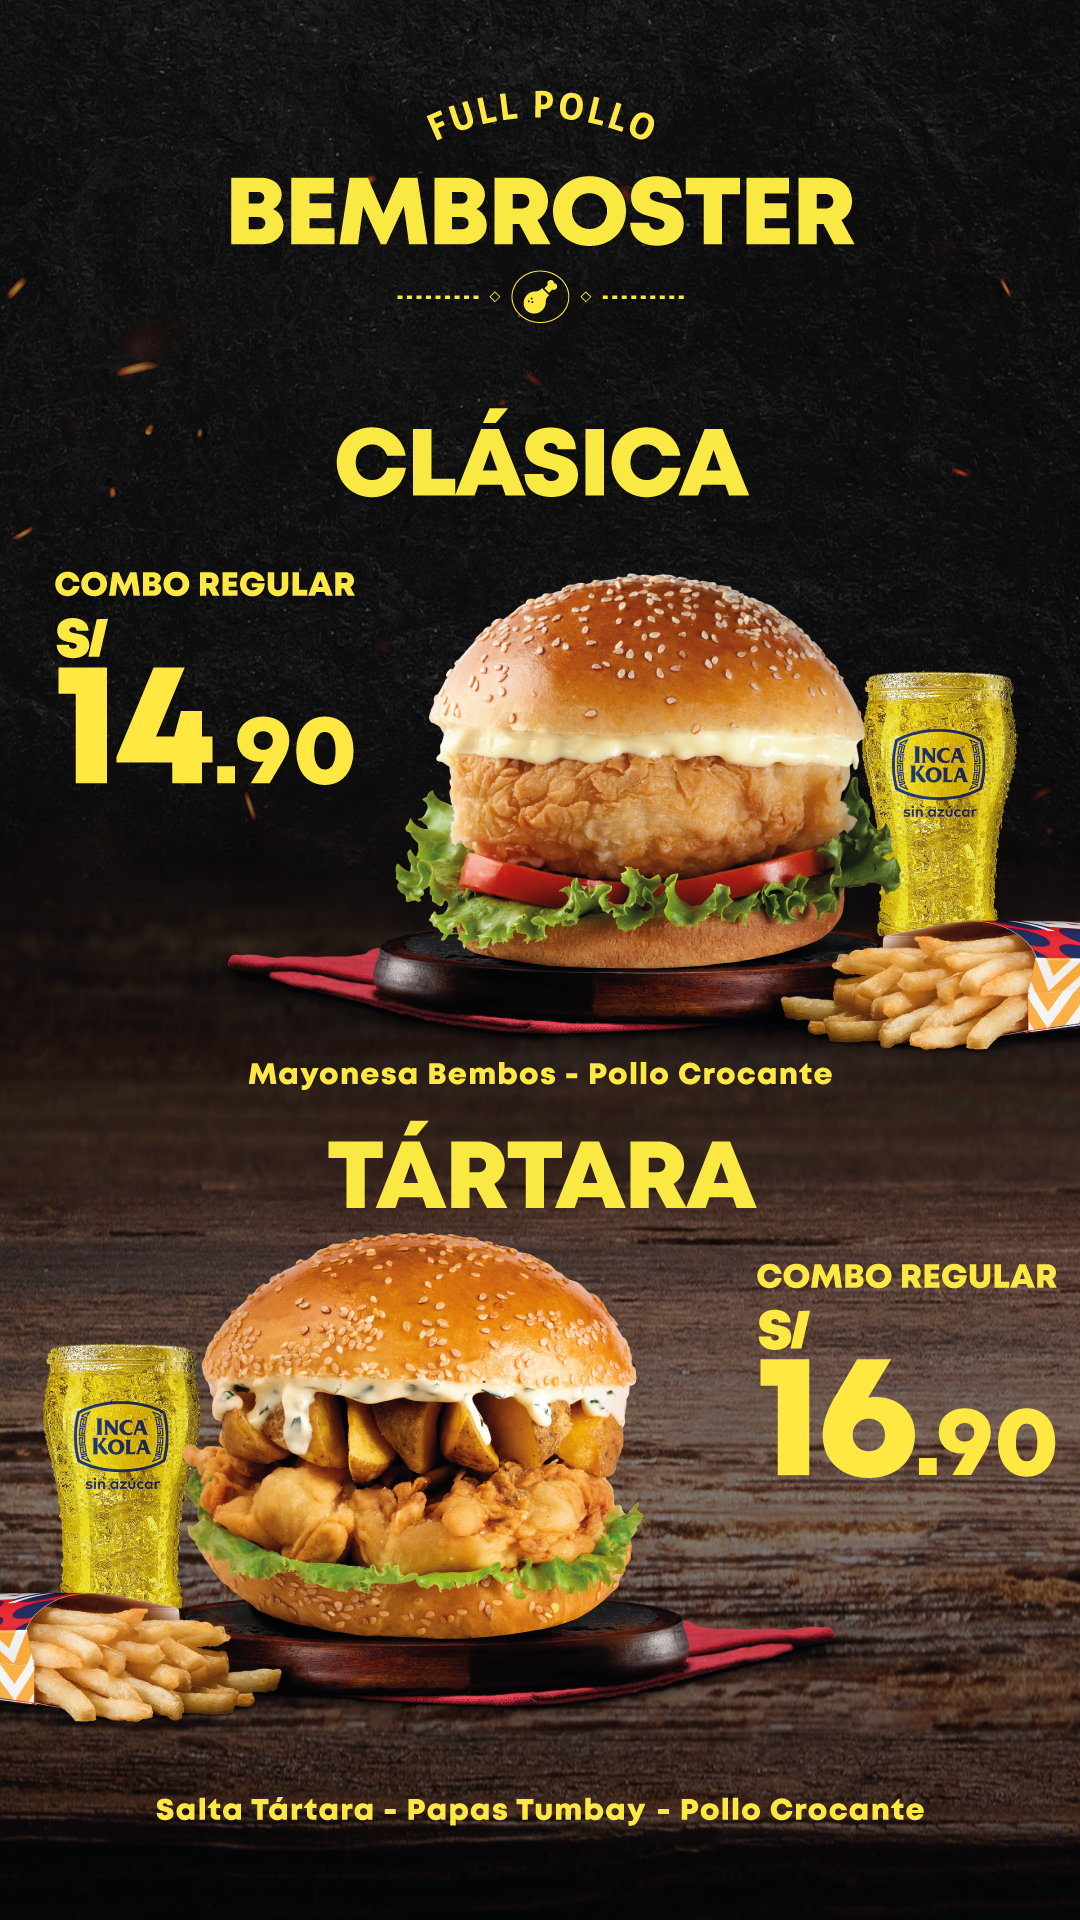 FULL POLLO
BEMBROSTER
CLÁSICA
COMBO REGULAR
S/
14.90
INCA
KOLA
sin azúcar
Mayonesa Bembos - Pollo Crocante
TÁRTARA
COMBO REGULAR
S/
16.90
INCA
KOLA
sin azúcar
Salta Tártara - Papas Tumbay - Pollo Crocante